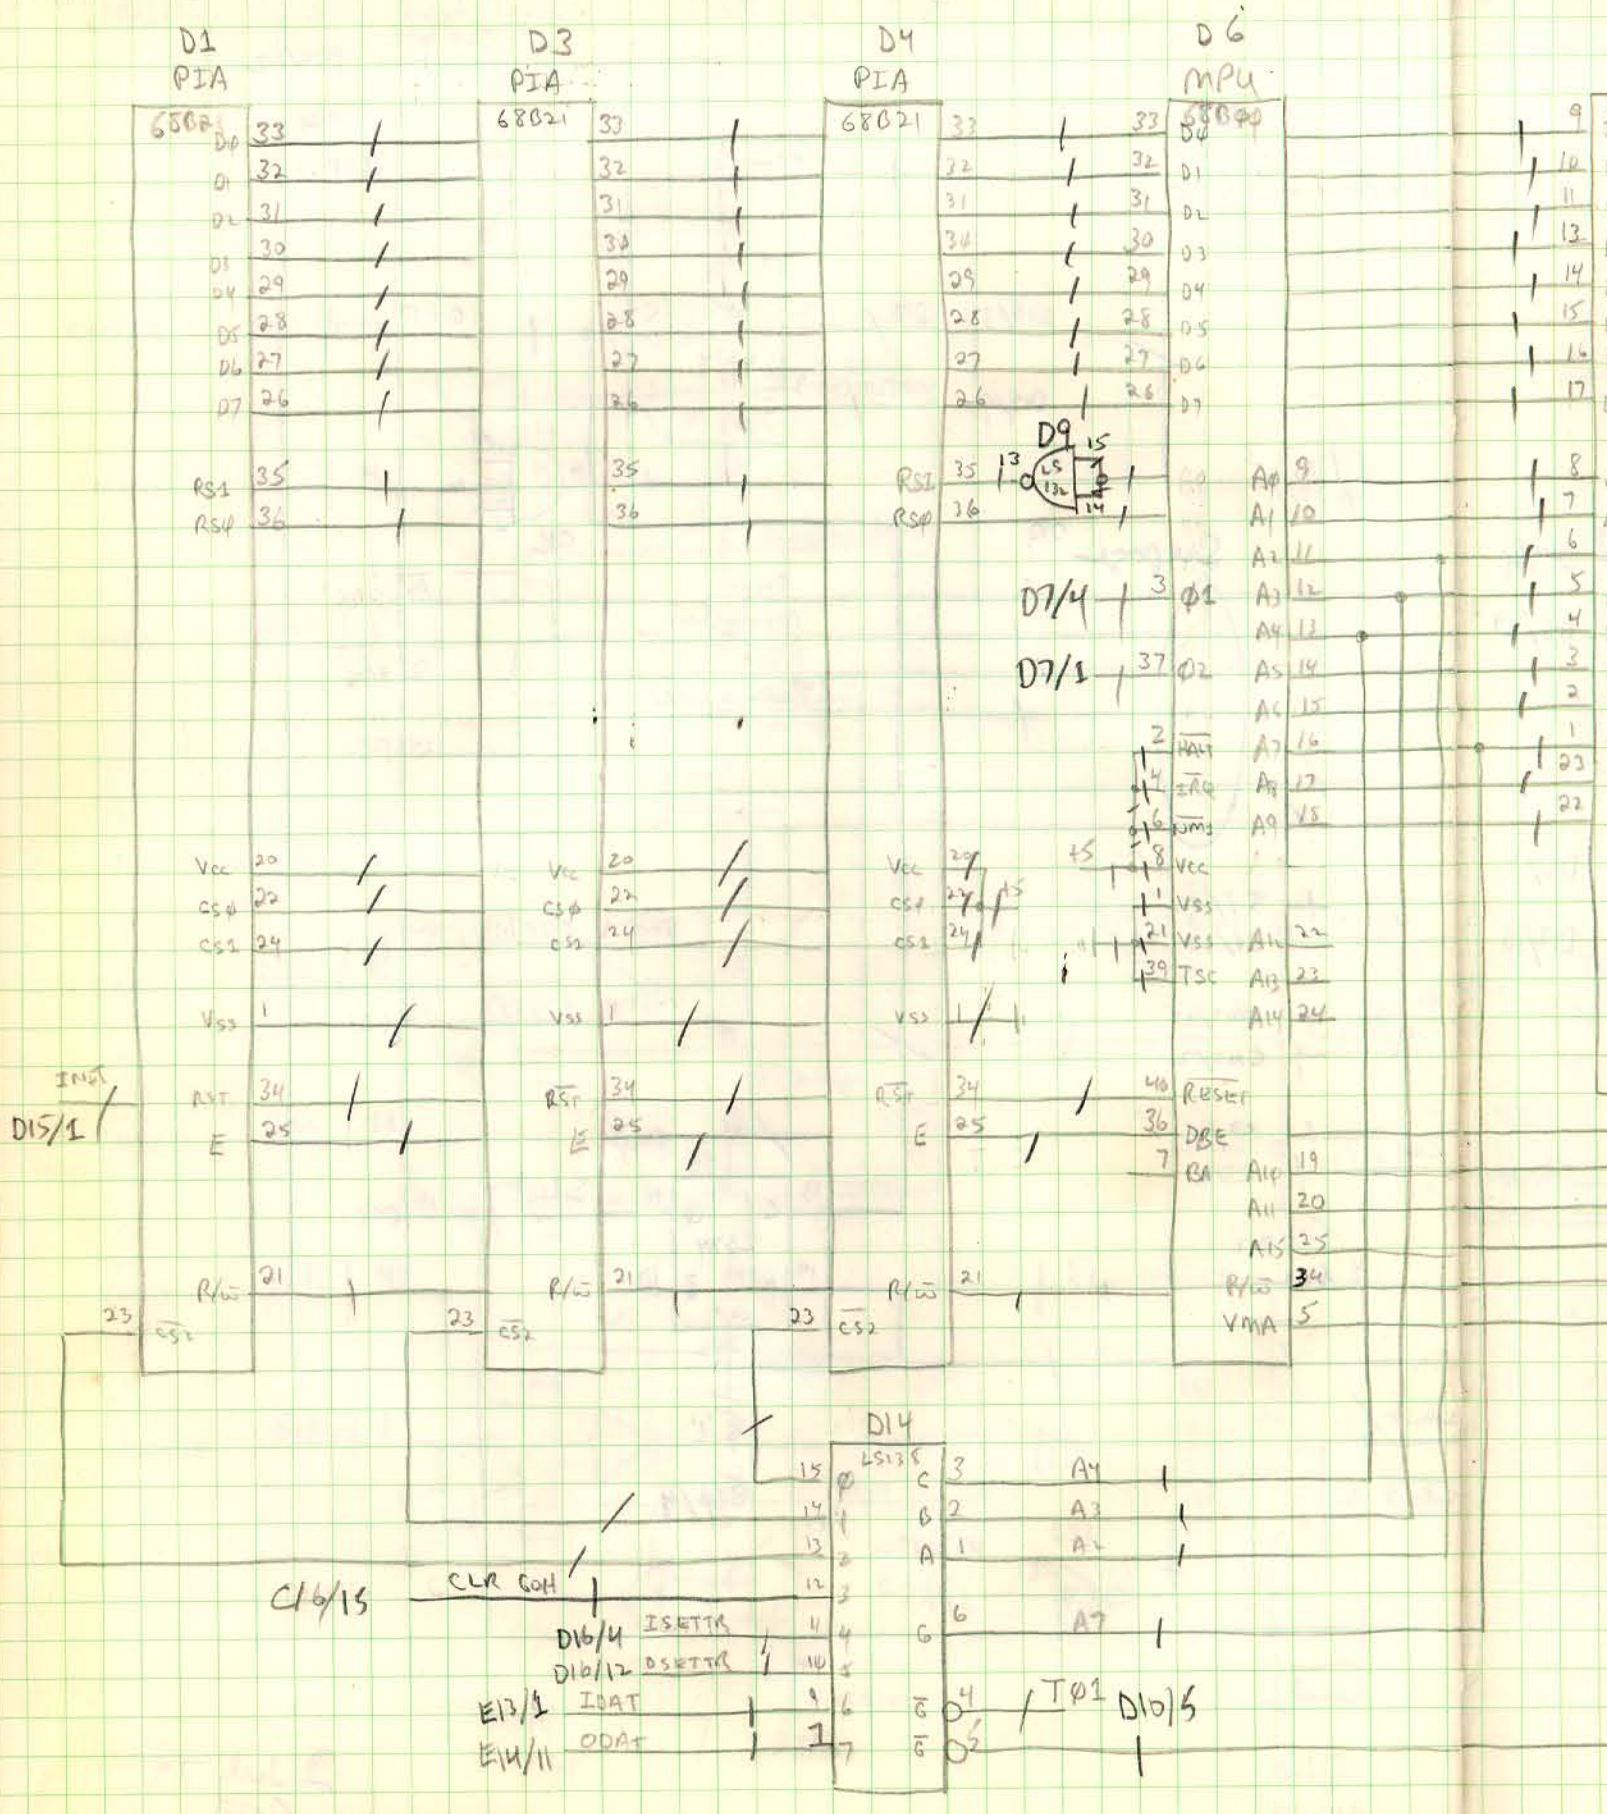 D1 D3 D4 D6
PIA PIA PIA MPU
68B21 68B21
D0 33 33 33 33 D0 9
D1 32 32 32 32 D1 10
D2 31 31 31 31 D2 11
D3 30 30 30 30 D3 13
D4 29 29 29 29 D4 14
D5 28 28 28 28 D5 15
D6 27 27 27 27 D6 16
D7 26 26 26 26 D7 17
D9
13 15
LS
132
14
RS1 35 35 RS1 35 A0 A0 9 8
RS0 36 36 RS0 36 A1 10 7
A2 11 6
D7/4 3 Ø1 A3 12 5
A4 13 4
D7/1 37 Ø2 A5 14 3
A6 15 2
2 HALT A7 16 1
4 IRQ A8 17 23
6 NMI A9 18 22
Vcc 20 Vcc 20 Vcc 20 +5 8 Vcc
CS0 22 CS0 22 CS1 22 +5 1 VSS
CS1 24 CS1 24 CS1 24 21 VSS A12 22
39 TSC A13 23
VSS 1 VSS 1 VSS 1 A14 24
INIT
D15/1
RST 34 RST 34 RST 34 40 RESET
E 25 E 25 E 25 36 DBE
7 BA A10 19
A11 20
A15 25
R/W 21 R/W 21 R/W 21 R/W 34
23 CS2 23 CS2 23 CS2 VMA 5
D14
LS138
15 0 C 3 A4
14 1 B 2 A3
13 2 A 1 A2
C16/15 CLR 60H 12 3
D16/4 ISETTR 11 4 G 6 A7
D16/12 OSETTR 10 5
E13/1 IDAT 9 6 G 4 TØ1 D10/5
E14/11 ODAT 7 7 G 5